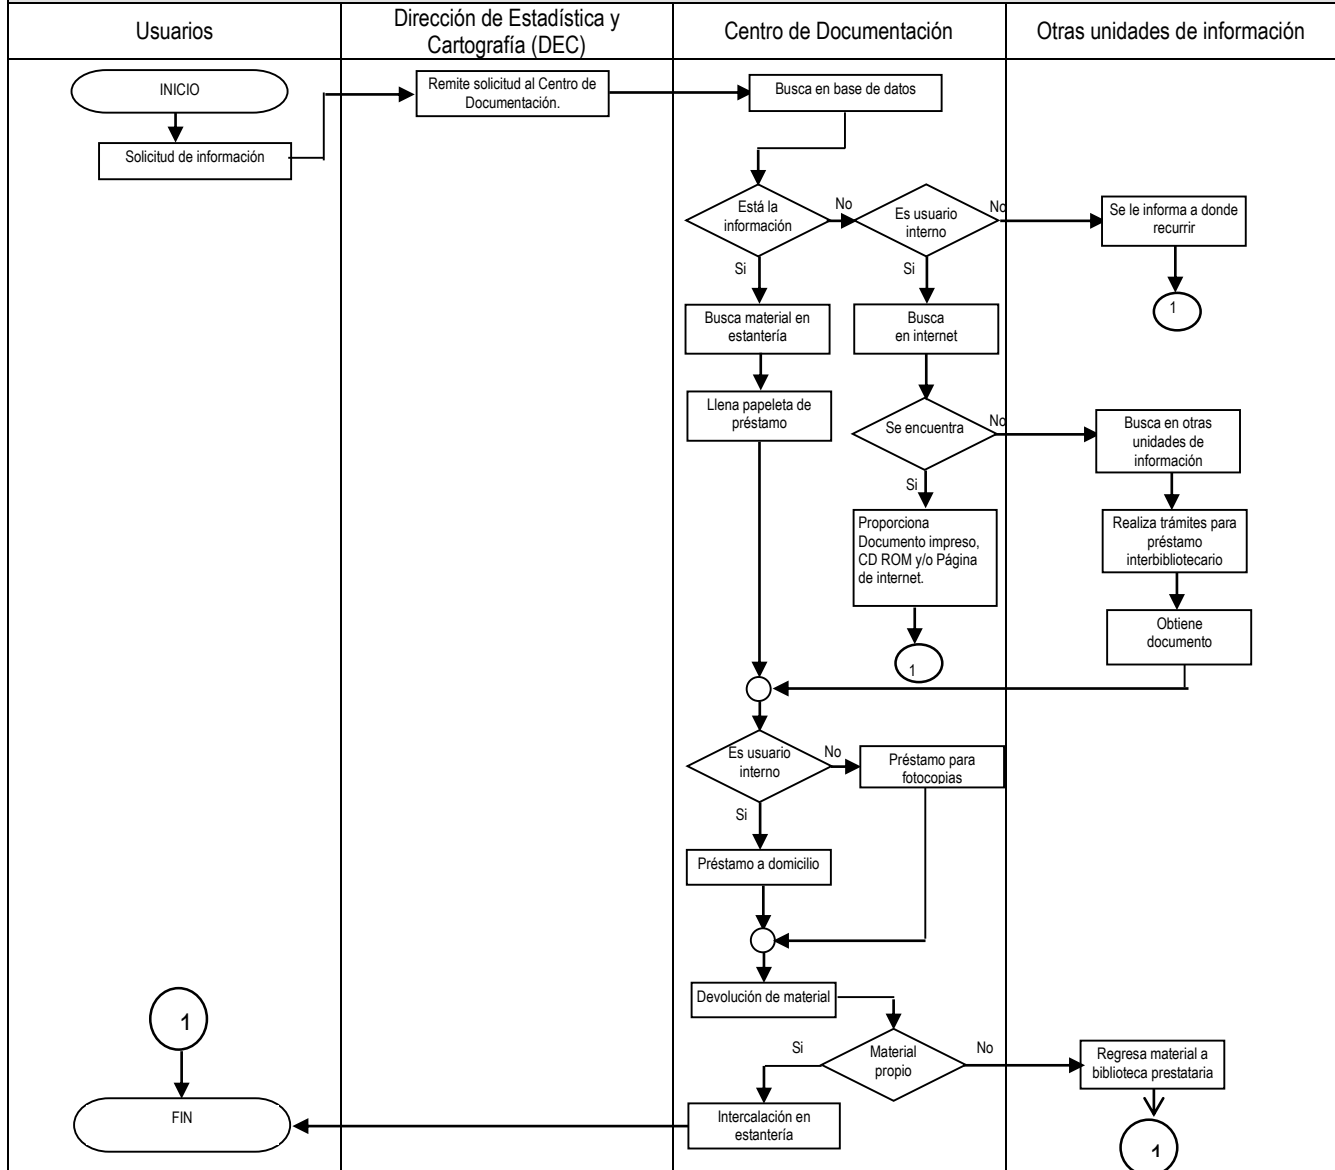 Usuarios
Dirección de Estadística y
Cartografía (DEC)
Centro de Documentación
Otras unidades de información
INICIO
Remite solicitud al Centro de
Documentación.
Busca en base de datos
Solicitud de información
Está la
información
No
Es usuario
interno
No
Se le informa a donde
recurrir
Si
Si
1
Busca material en
estantería
Busca
en internet
Llena papeleta de
préstamo
Se encuentra
No
Busca en otras
unidades de
información
Si
Proporciona
Documento impreso,
CD ROM y/o Página
de internet.
Realiza trámites para
préstamo
interbibliotecario
Obtiene
documento
1
Es usuario
interno
No
Préstamo para
fotocopias
Si
Préstamo a domicilio
Devolución de material
1
Si
Material
propio
No
Regresa material a
biblioteca prestataria
FIN
Intercalación en
estantería
1